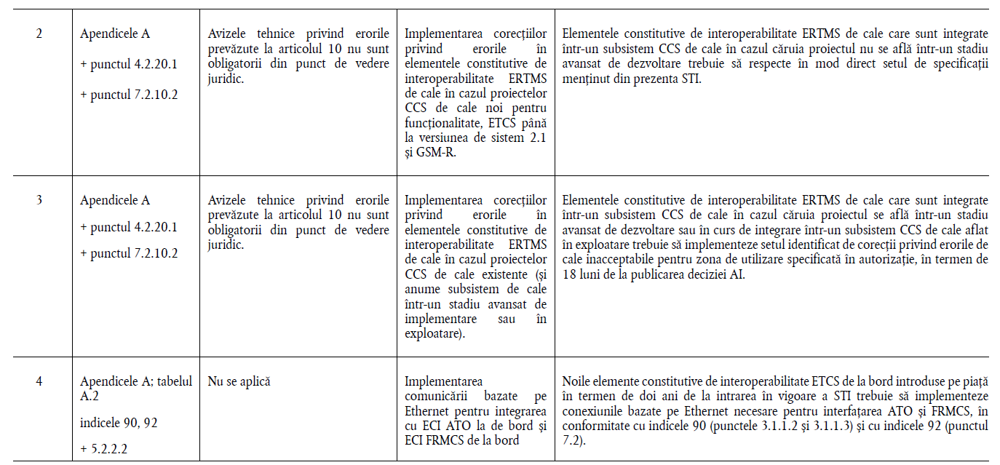 2
Apendicele A
+ punctul 4.2.20.1
+ punctul 7.2.10.2
Avizele tehnice privind erorile
prevăzute la articolul 10 nu sunt
obligatorii din punct de vedere
juridic.
Implementarea corecțiilor
privind erorile în
elementele constitutive de
interoperabilitate ERTMS
de cale în cazul proiectelor
CCS de cale noi pentru
funcționalitate, ETCS până
la versiunea de sistem 2.1
și GSM-R.
Elementele constitutive de interoperabilitate ERTMS de cale care sunt integrate
într-un subsistem CCS de cale în cazul căruia proiectul nu se află într-un stadiu
avansat de dezvoltare trebuie să respecte în mod direct setul de specificații
menținut din prezenta STI.
3
Apendicele A
+ punctul 4.2.20.1
+ punctul 7.2.10.2
Avizele tehnice privind erorile
prevăzute la articolul 10 nu sunt
obligatorii din punct de vedere
juridic.
Implementarea corecțiilor
privind erorile în
elementele constitutive de
interoperabilitate ERTMS
de cale în cazul proiectelor
CCS de cale existente (și
anume subsistem de cale
într-un stadiu avansat de
implementare sau în
exploatare).
Elementele constitutive de interoperabilitate ERTMS de cale care sunt integrate
într-un subsistem CCS de cale în cazul căruia proiectul se află într-un stadiu
avansat de dezvoltare sau în curs de integrare într-un subsistem CCS de cale aflat
în exploatare trebuie să implementeze setul identificat de corecții privind erorile de
cale inacceptabile pentru zona de utilizare specificată în autorizație, în termen de
18 luni de la publicarea deciziei AI.
4
Apendicele A; tabelul
A.2
indicele 90, 92
+ 5.2.2.2
Nu se aplică
Implementarea
comunicării bazate pe
Ethernet pentru integrarea
cu ECI ATO la de bord și
ECI FRMCS de la bord
Noile elemente constitutive de interoperabilitate ETCS de la bord introduse pe piață
în termen de doi ani de la intrarea în vigoare a STI trebuie să implementeze
conexiunile bazate pe Ethernet necesare pentru interfațarea ATO și FRMCS, în
conformitate cu indicele 90 (punctele 3.1.1.2 și 3.1.1.3) și cu indicele 92 (punctul
7.2).